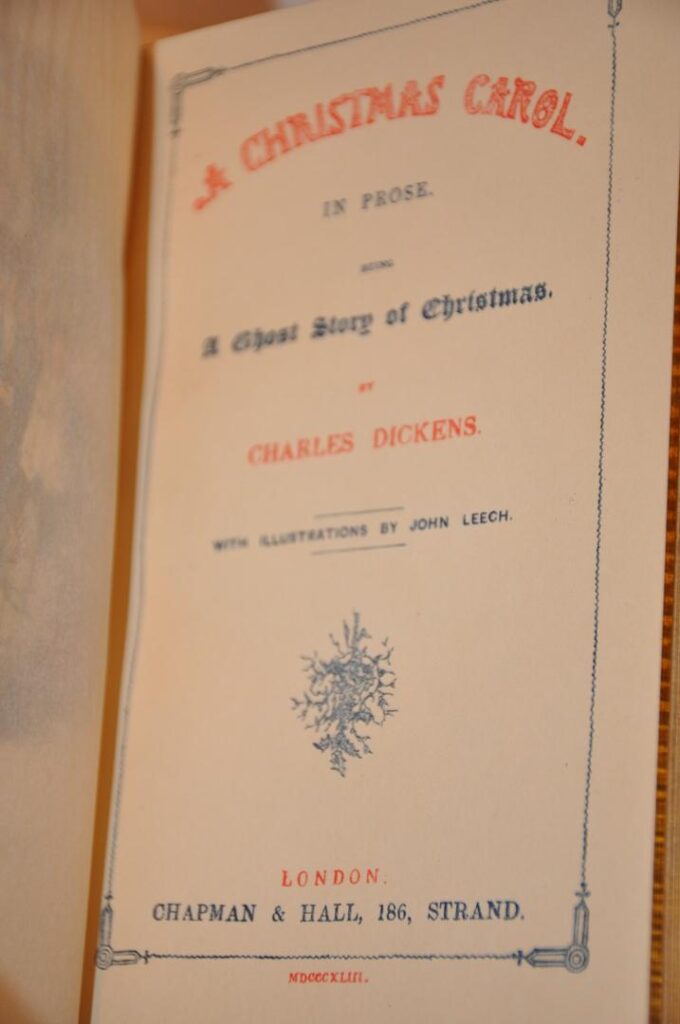 A CHRISTMAS CAROL.
IN PROSE.
BEING
A Ghost Story of Christmas.
BY
CHARLES DICKENS.
WITH ILLUSTRATIONS BY JOHN LEECH.
LONDON.
CHAPMAN & HALL, 186, STRAND.
MDCCCXLIII.